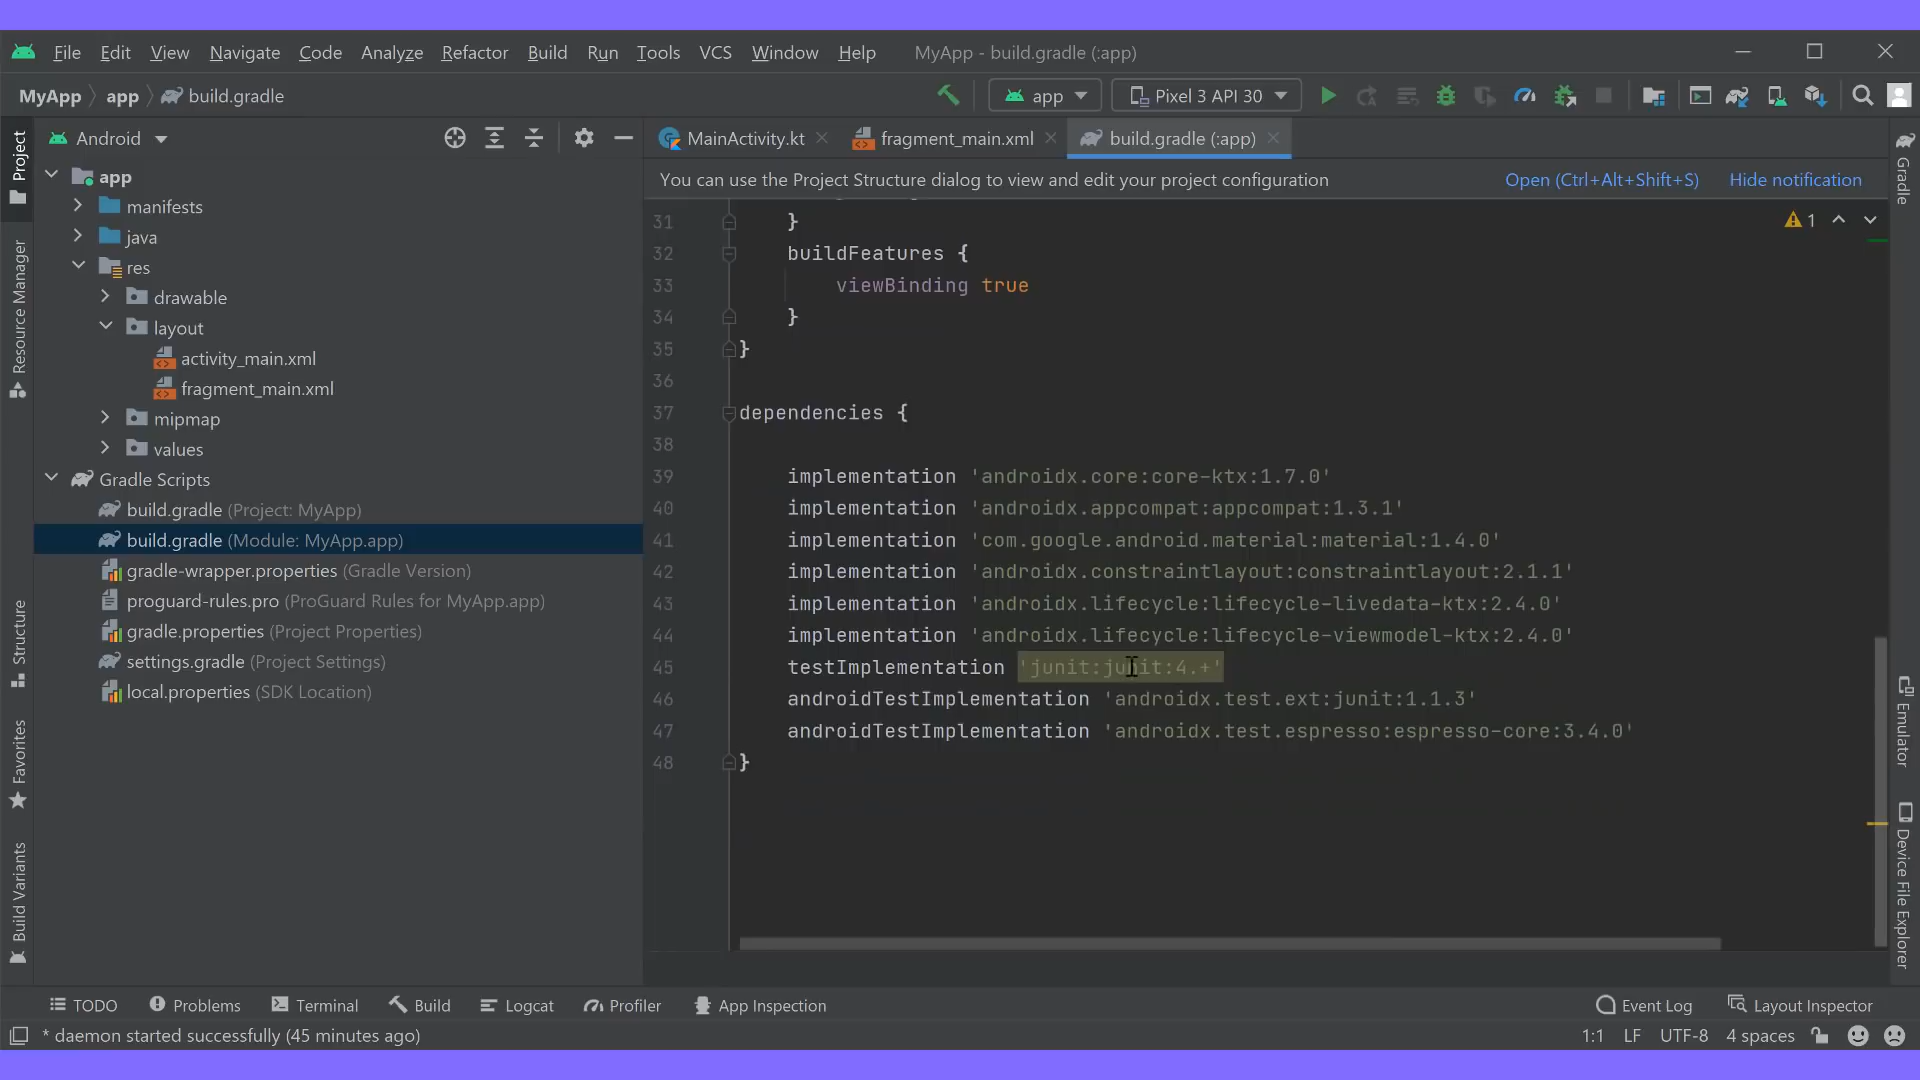 File Edit View Navigate Code Analyze Refactor Build Run Tools VCS Window Help MyApp - build.gradle (:app)
MyApp app build.gradle app Pixel 3 API 30
Project
Resource Manager
Structure
Favorites
Build Variants
Android
app
manifests
java
res
drawable
layout
activity_main.xml
fragment_main.xml
mipmap
values
Gradle Scripts
build.gradle (Project: MyApp)
build.gradle (Module: MyApp.app)
gradle-wrapper.properties (Gradle Version)
proguard-rules.pro (ProGuard Rules for MyApp.app)
gradle.properties (Project Properties)
settings.gradle (Project Settings)
local.properties (SDK Location)
MainActivity.kt fragment_main.xml build.gradle (:app)
You can use the Project Structure dialog to view and edit your project configuration Open (Ctrl+Alt+Shift+S) Hide notification
1
31 }
32 buildFeatures {
33 viewBinding true
34 }
35 }
36
37 dependencies {
38
39 implementation 'androidx.core:core-ktx:1.7.0'
40 implementation 'androidx.appcompat:appcompat:1.3.1'
41 implementation 'com.google.android.material:material:1.4.0'
42 implementation 'androidx.constraintlayout:constraintlayout:2.1.1'
43 implementation 'androidx.lifecycle:lifecycle-livedata-ktx:2.4.0'
44 implementation 'androidx.lifecycle:lifecycle-viewmodel-ktx:2.4.0'
45 testImplementation 'junit:junit:4.+'
46 androidTestImplementation 'androidx.test.ext:junit:1.1.3'
47 androidTestImplementation 'androidx.test.espresso:espresso-core:3.4.0'
48 }
Gradle
Emulator
Device File Explorer
TODO Problems Terminal Build Logcat Profiler App Inspection Event Log Layout Inspector
* daemon started successfully (45 minutes ago) 1:1 LF UTF-8 4 spaces